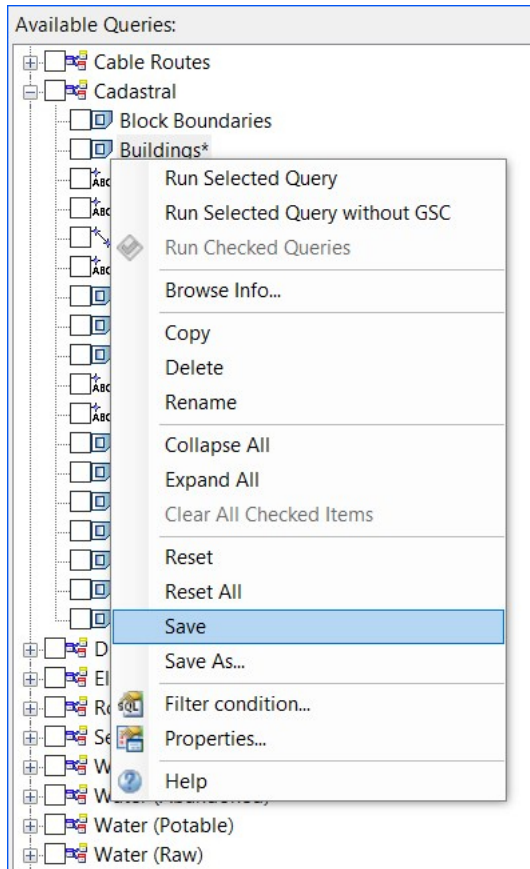 Available Queries:
Cable Routes
Cadastral
Block Boundaries
Buildings*
Run Selected Query
Run Selected Query without GSC
Run Checked Queries
Browse Info...
Copy
Delete
Rename
Collapse All
Expand All
Clear All Checked Items
Reset
Reset All
Save
Save As...
Filter condition...
Properties...
Help
Water (Potable)
Water (Raw)